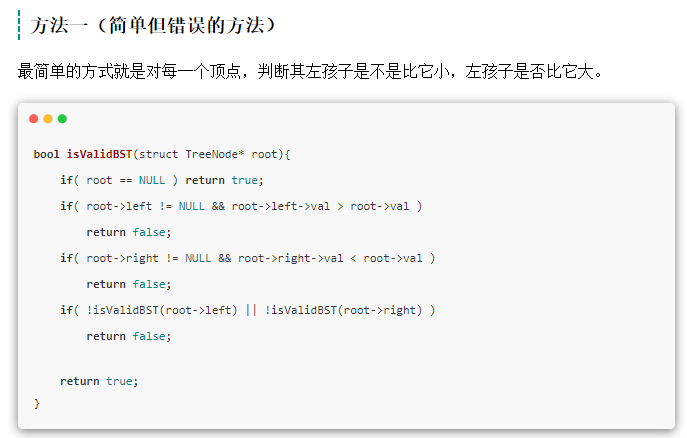 方法一（简单但错误的方法）
最简单的方式就是对每一个顶点，判断其左孩子是不是比它小，左孩子是否比它大。
bool isValidBST(struct TreeNode* root){
    if( root == NULL ) return true;
    if( root->left != NULL && root->left->val > root->val )
        return false;
    if( root->right != NULL && root->right->val < root->val )
        return false;
    if( !isValidBST(root->left) || !isValidBST(root->right) )
        return false;
    return true;
}